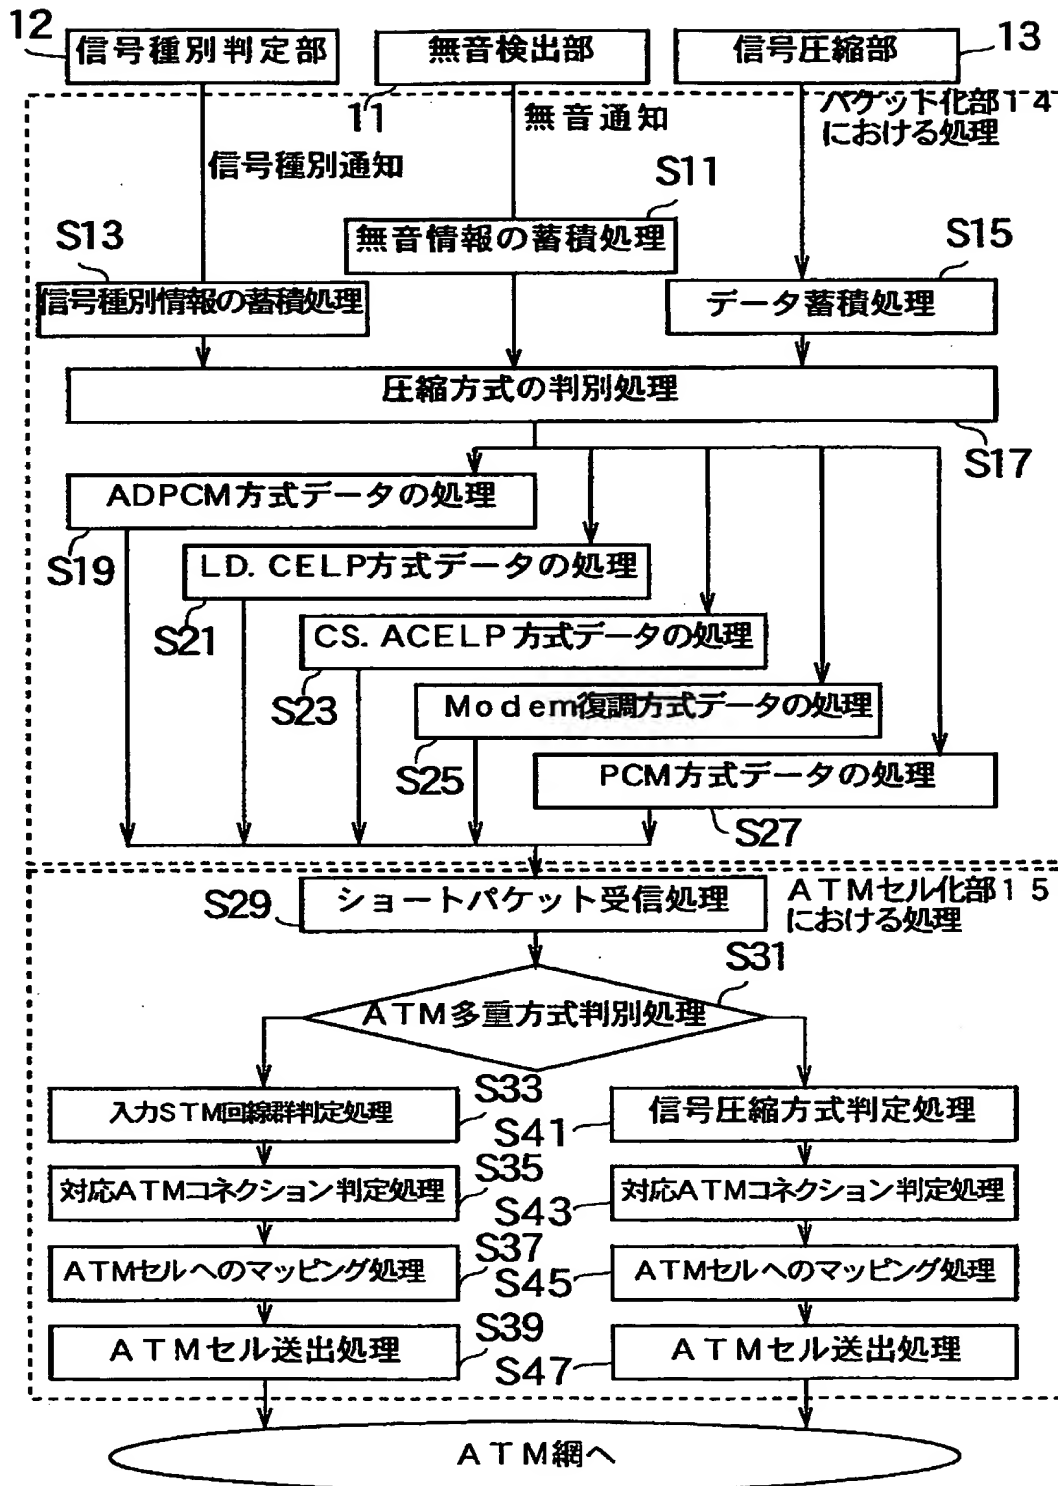 12
信号種別判定部
無音検出部
信号圧縮部
13
11
無音通知
パケット化部14
における処理
信号種別通知
S11
S13
無音情報の蓄積処理
S15
信号種別情報の蓄積処理
データ蓄積処理
圧縮方式の判別処理
S17
ADPCM方式データの処理
S19
LD.CELP方式データの処理
S21
CS.ACELP方式データの処理
S23
Modem復調方式データの処理
S25
PCM方式データの処理
S27
S29
ショートパケット受信処理
ATMセル化部15
における処理
S31
ATM多重方式判別処理
入力STM回線群判定処理
S33
S41
信号圧縮方式判定処理
対応ATMコネクション判定処理
S35
S43
対応ATMコネクション判定処理
ATMセルへのマッピング処理
S37
S45
ATMセルへのマッピング処理
ATMセル送出処理
S39
S47
ATMセル送出処理
ATM網へ